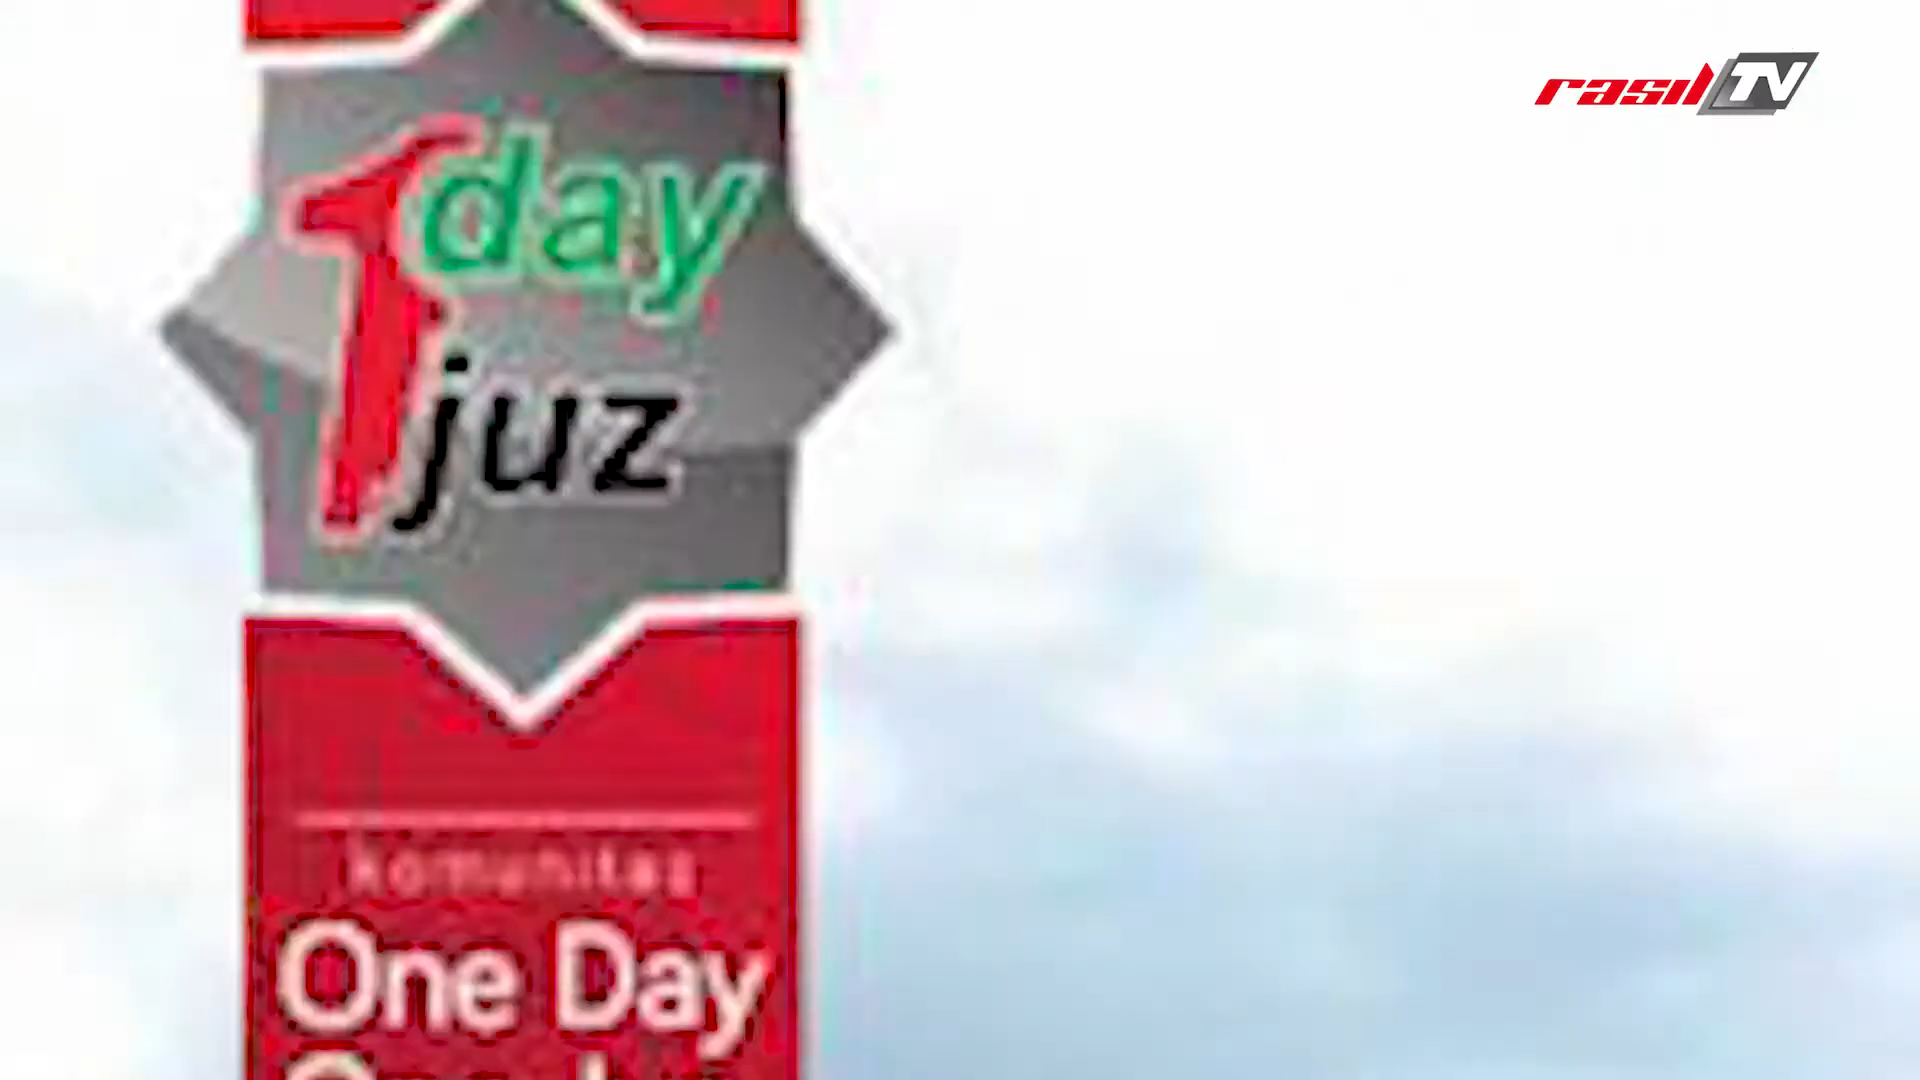 rasil TV
1 day
juz
komunitas
One Day